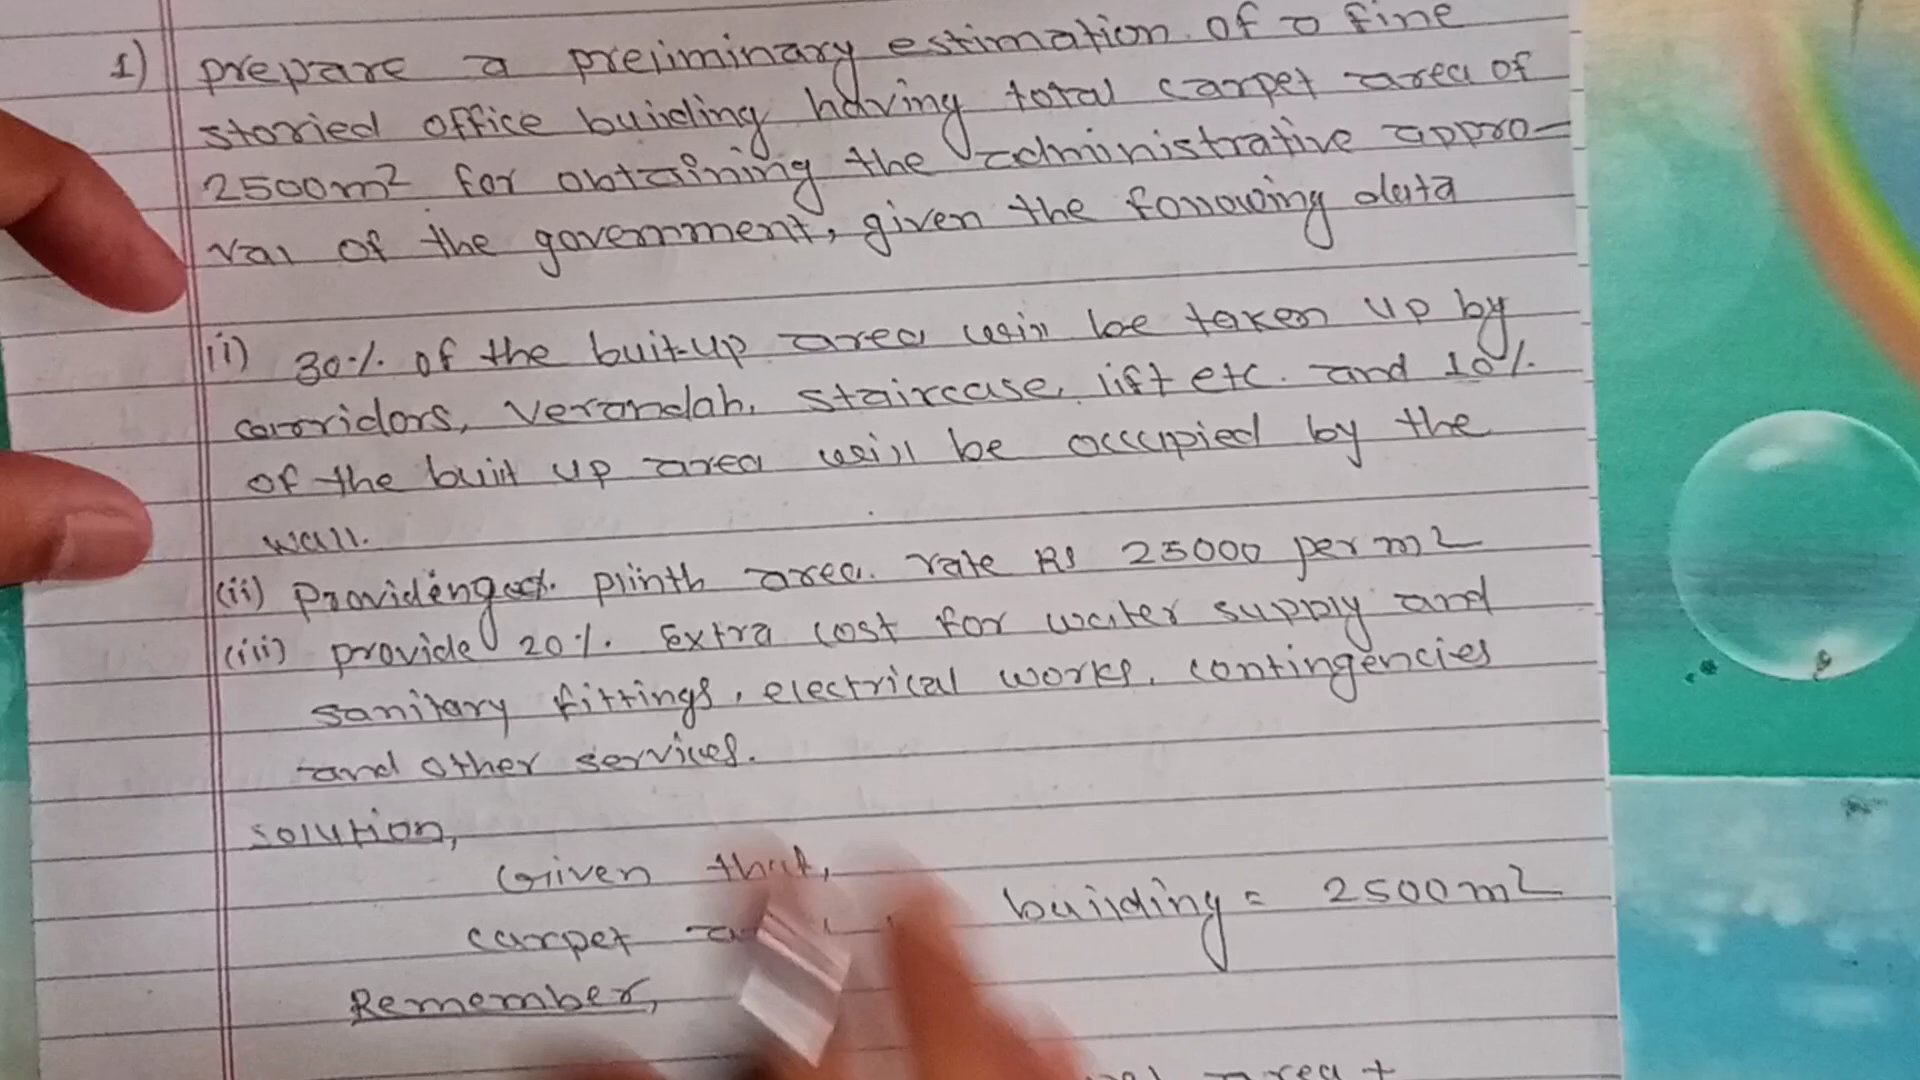 1) prepare a preliminary estimation of a fine
storied office building having total carpet area of
2500m2 for obtaining the administrative appro-
val of the government, given the following data
ii) 30% of the buit-up area will be taken up by
corridors, verandah, staircase, lift etc. and 10%
of the built up area will be occupied by the
wall.
(ii) Providing plinth area. rate Rs 25000 per m2
(iii) provide 20% extra cost for water supply and
sanitary fittings, electrical works, contingencies
and other services.
solution,
Given that,
carpet building = 2500m2
Remember,
area +